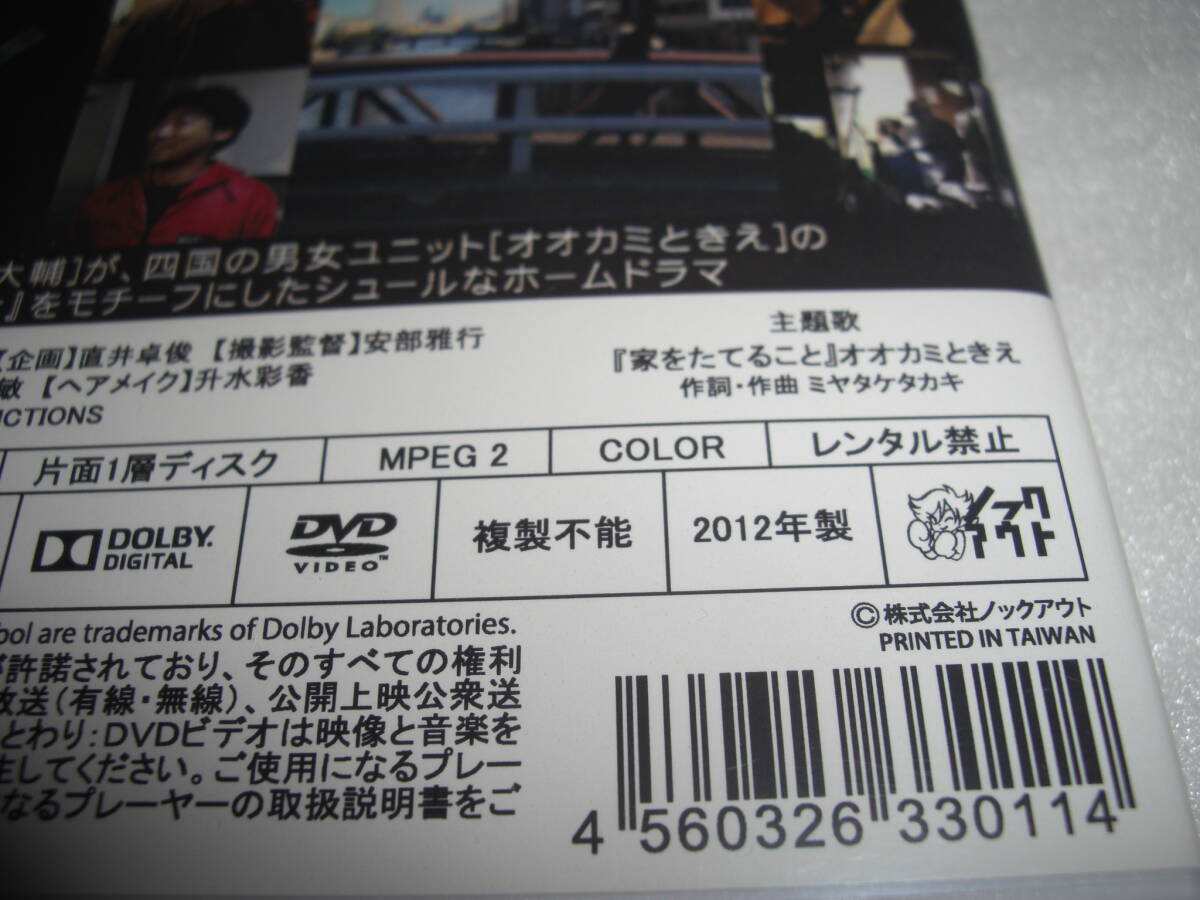 大輔]が、四国の男女ユニット[オオカミときえ]の
』をモチーフにしたシュールなホームドラマ
【企画】直井卓俊 【撮影監督】安部雅行
敏 【ヘアメイク】升水彩香
UCTIONS
主題歌
『家をたてること』オオカミときえ
作詞・作曲 ミヤタケタカキ
片面1層ディスク
MPEG 2
COLOR
レンタル禁止
DOLBY.
DIGITAL
DVD
VIDEO™
複製不能
2012年製
ノック
アウト
©株式会社ノックアウト
PRINTED IN TAIWAN
bol are trademarks of Dolby Laboratories.
が許諾されており、そのすべての権利
放送(有線・無線)、公開上映公衆送
とわり:DVDビデオは映像と音楽を
生してください。ご使用になるプレー
なるプレーヤーの取扱説明書をご
4 560326 330114